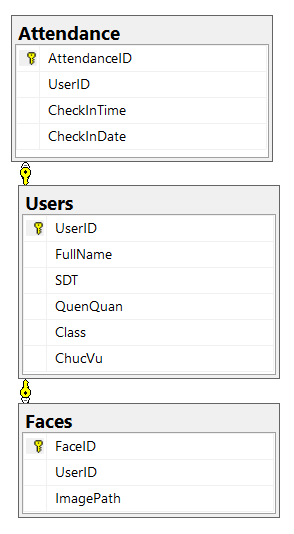 Attendance
AttendanceID
UserID
CheckInTime
CheckInDate
Users
UserID
FullName
SDT
QuenQuan
Class
ChucVu
Faces
FaceID
UserID
ImagePath